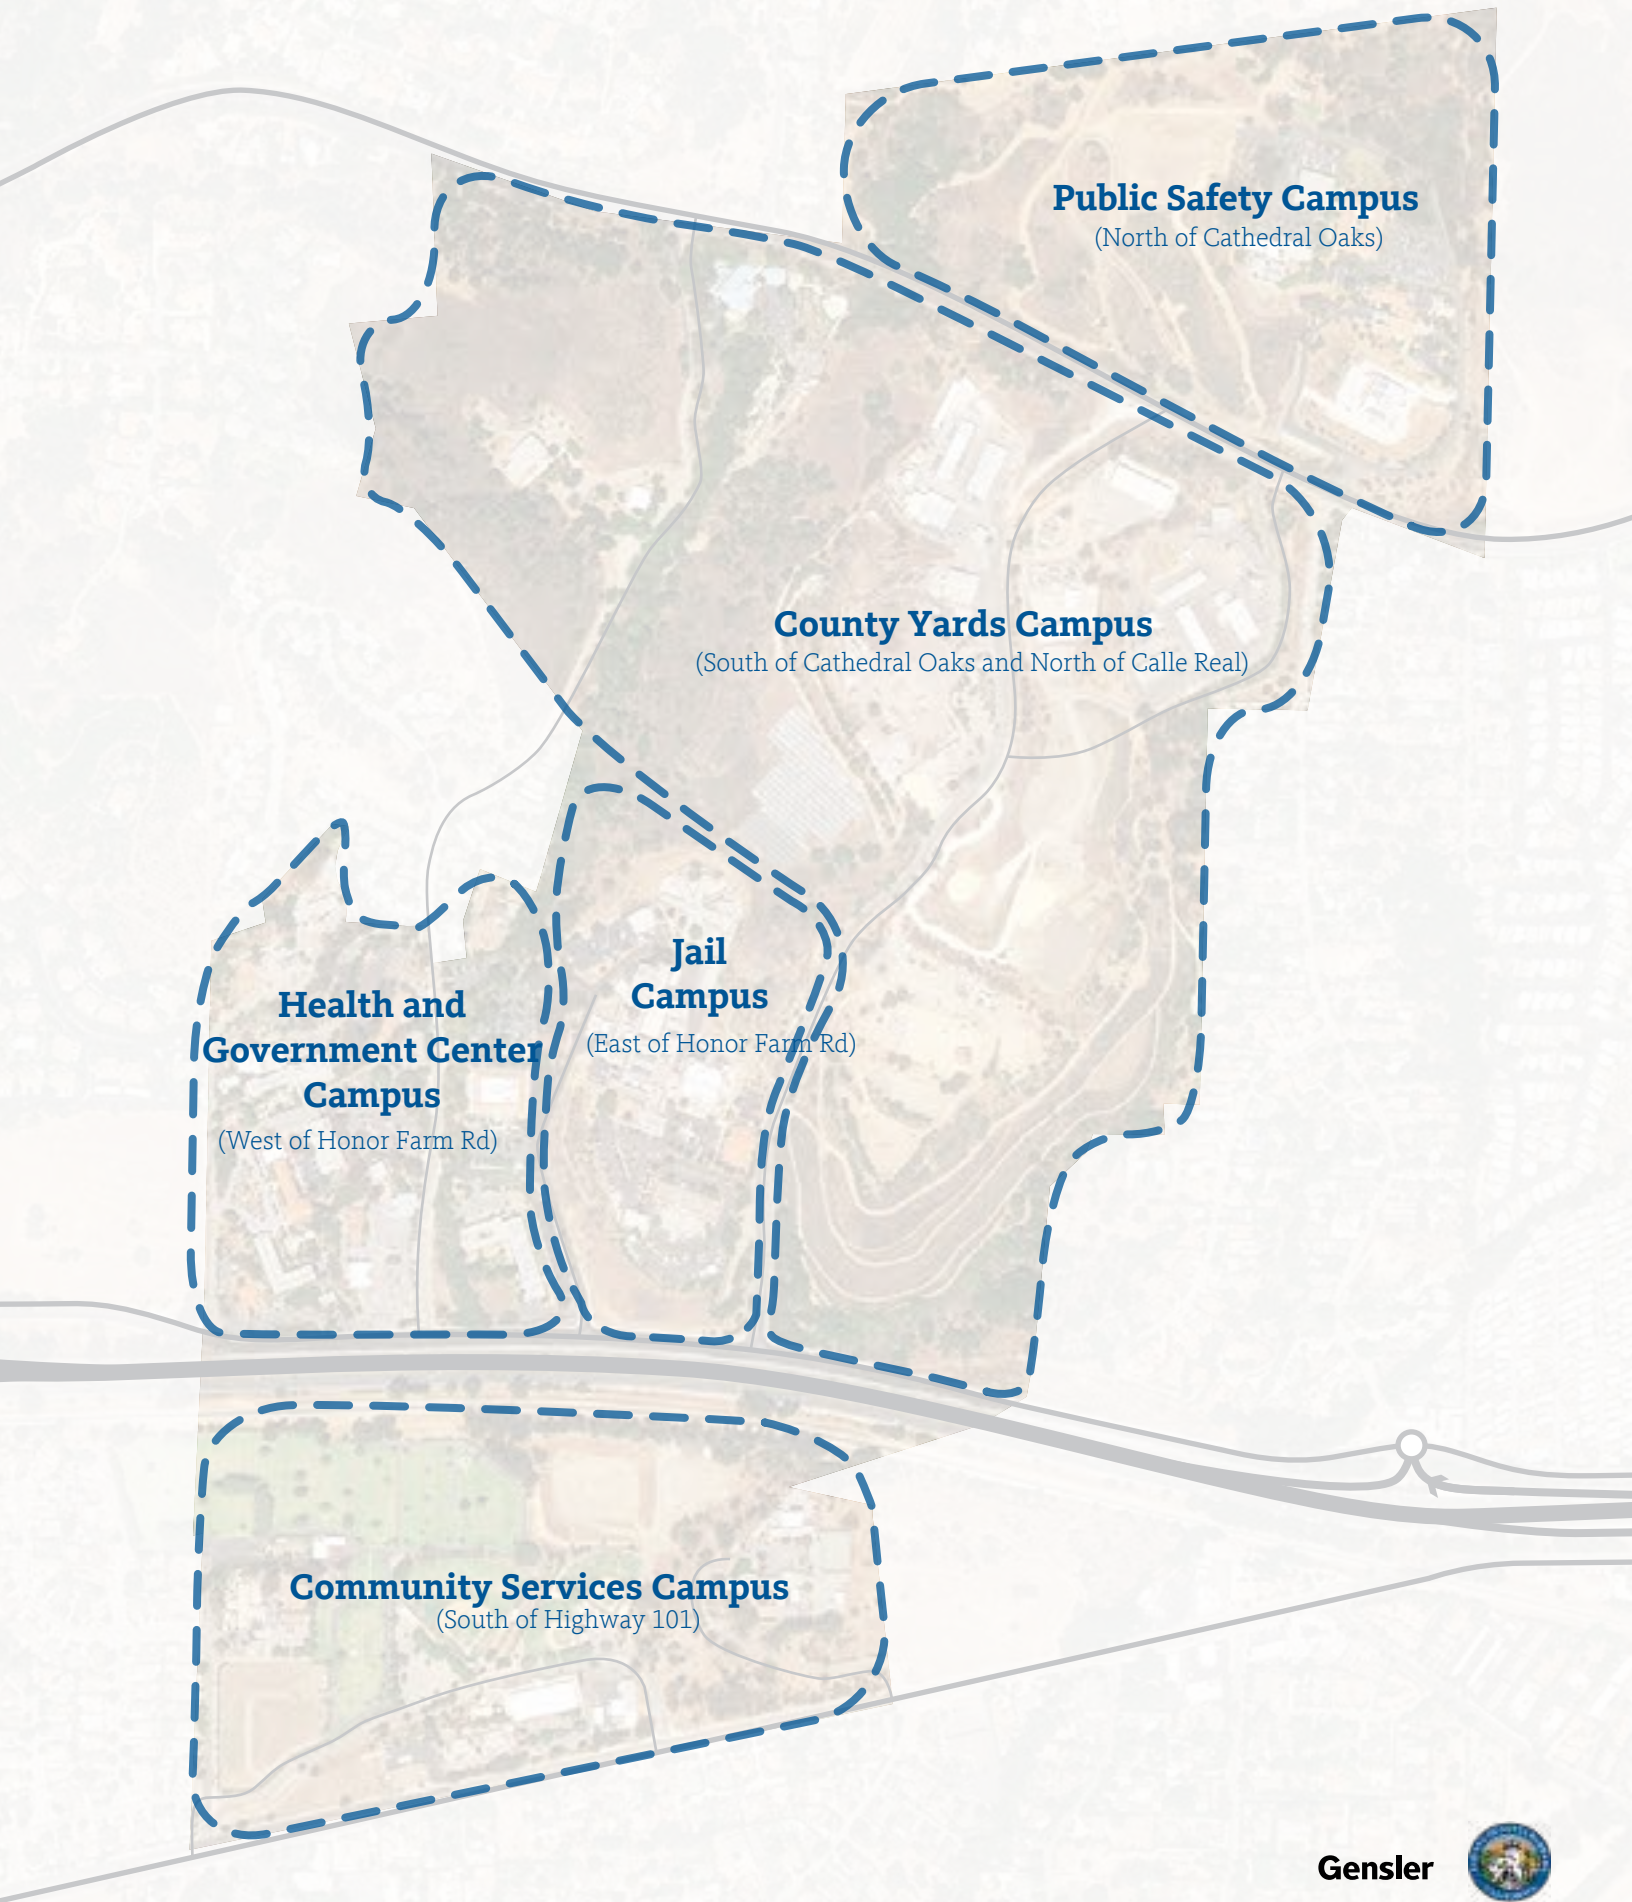 Public Safety Campus
(North of Cathedral Oaks)
County Yards Campus
(South of Cathedral Oaks and North of Calle Real)
Jail
Campus
(East of Honor Farm Rd)
Health and
Government Center
Campus
(West of Honor Farm Rd)
Community Services Campus
(South of Highway 101)
Gensler